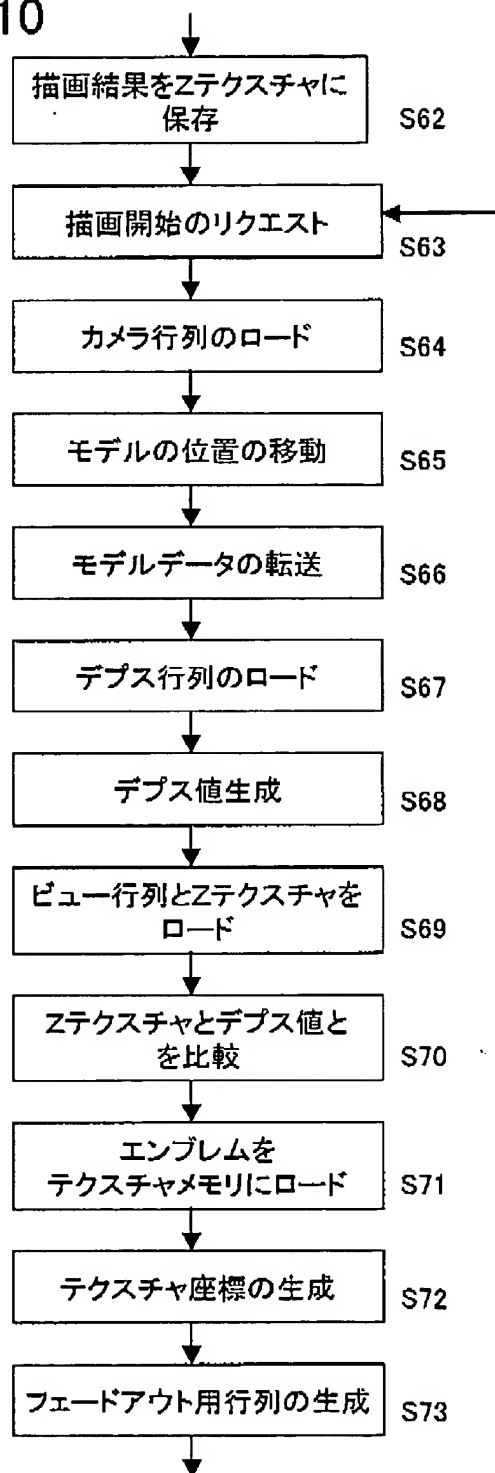 10
描画結果をZテクスチャに
保存
S62
描画開始のリクエスト
S63
カメラ行列のロード
S64
モデルの位置の移動
S65
モデルデータの転送
S66
デプス行列のロード
S67
デプス値生成
S68
ビュー行列とZテクスチャを
ロード
S69
Zテクスチャとデプス値と
を比較
S70
エンブレムを
テクスチャメモリにロード
S71
テクスチャ座標の生成
S72
フェードアウト用行列の生成
S73